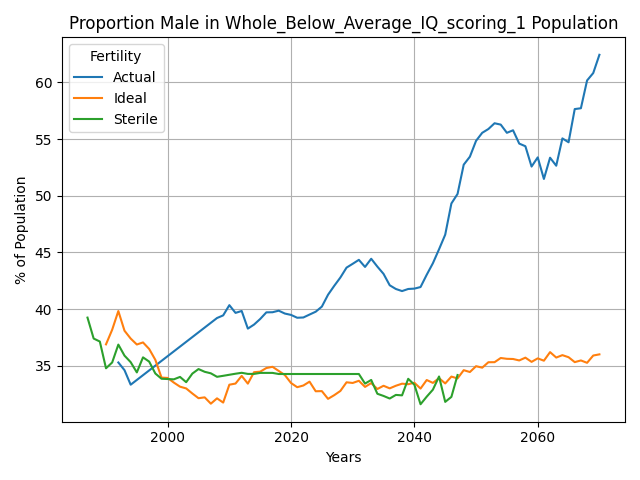 Proportion Male in Whole_Below_Average_IQ_scoring_1 Population
Fertility
Actual
Ideal
Sterile
% of Population
60
55
50
45
40
35
2000
2020
2040
2060
Years